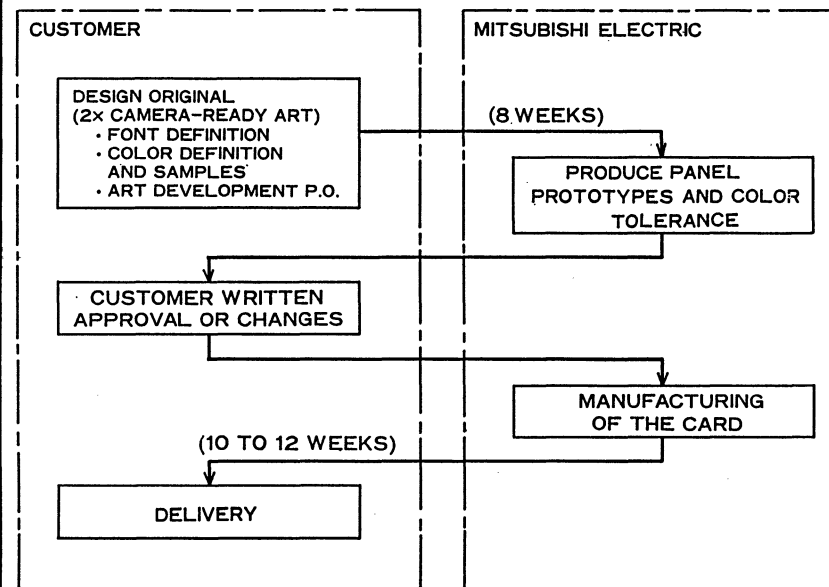 CUSTOMER
MITSUBISHI ELECTRIC
DESIGN ORIGINAL
(2x CAMERA-READY ART)
• FONT DEFINITION
• COLOR DEFINITION
AND SAMPLES
• ART DEVELOPMENT P.O.
(8 WEEKS)
PRODUCE PANEL
PROTOTYPES AND COLOR
TOLERANCE
CUSTOMER WRITTEN
APPROVAL OR CHANGES
MANUFACTURING
OF THE CARD
(10 TO 12 WEEKS)
DELIVERY